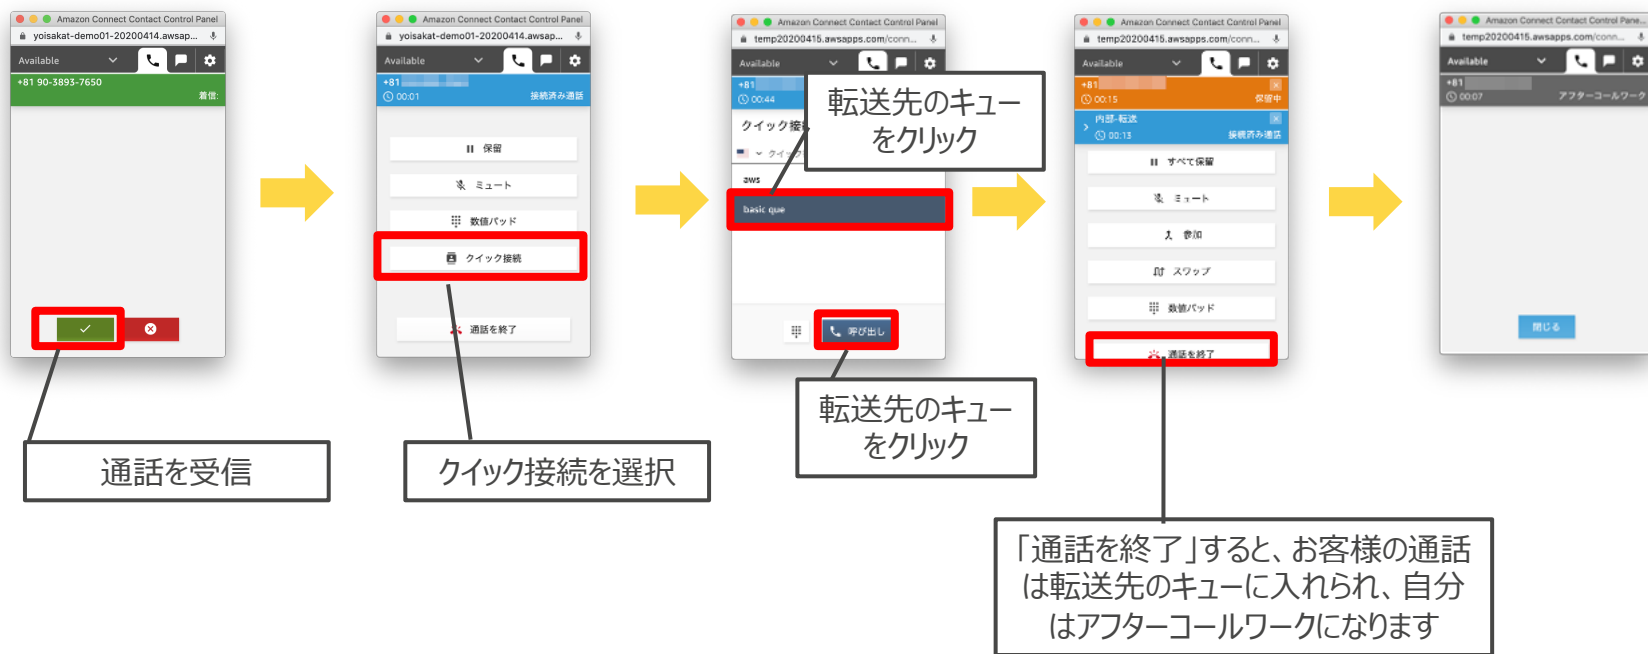 Amazon Connect Contact Control Panel
yoisakat-demo01-20200414.awsap...
Available
+81 90-3893-7650
着信:
通話を受信
Amazon Connect Contact Control Panel
yoisakat-demo01-20200414.awsap...
Available
+81
00:01
接続済み通話
保留
ミュート
数値パッド
クイック接続
通話を終了
クイック接続を選択
Amazon Connect Contact Control Panel
temp20200415.awsapps.com/conn...
Available
+81
00:44
クイック接
クイック
aws
basic que
呼び出し
転送先のキュー
をクリック
転送先のキュー
をクリック
Amazon Connect Contact Control Panel
temp20200415.awsapps.com/conn...
Available
+81
00:15
保留中
内部-転送
00:13
接続済み通話
すべて保留
ミュート
参加
スワップ
数値パッド
通話を終了
「通話を終了」すると、お客様の通話
は転送先のキューに入れられ、自分
はアフターコールワークになります
Amazon Connect Contact Control Pane...
temp20200415.awsapps.com/conn...
Available
+81
00:07
アフターコールワーク
閉じる